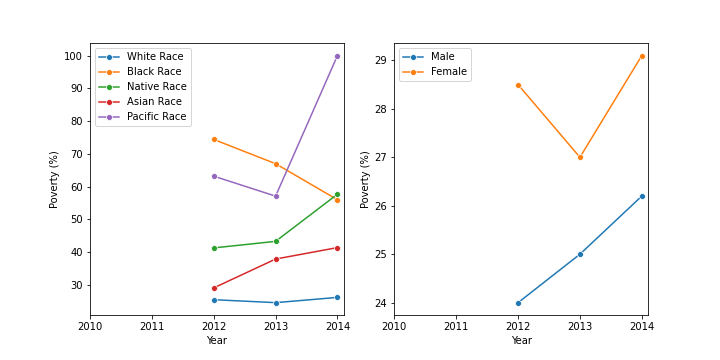 Poverty (%)
100
90
80
70
60
50
40
30
White Race
Black Race
Native Race
Asian Race
Pacific Race
2010 2011 2012 2013 2014
Year
Poverty (%)
29
28
27
26
25
24
Male
Female
2010 2011 2012 2013 2014
Year